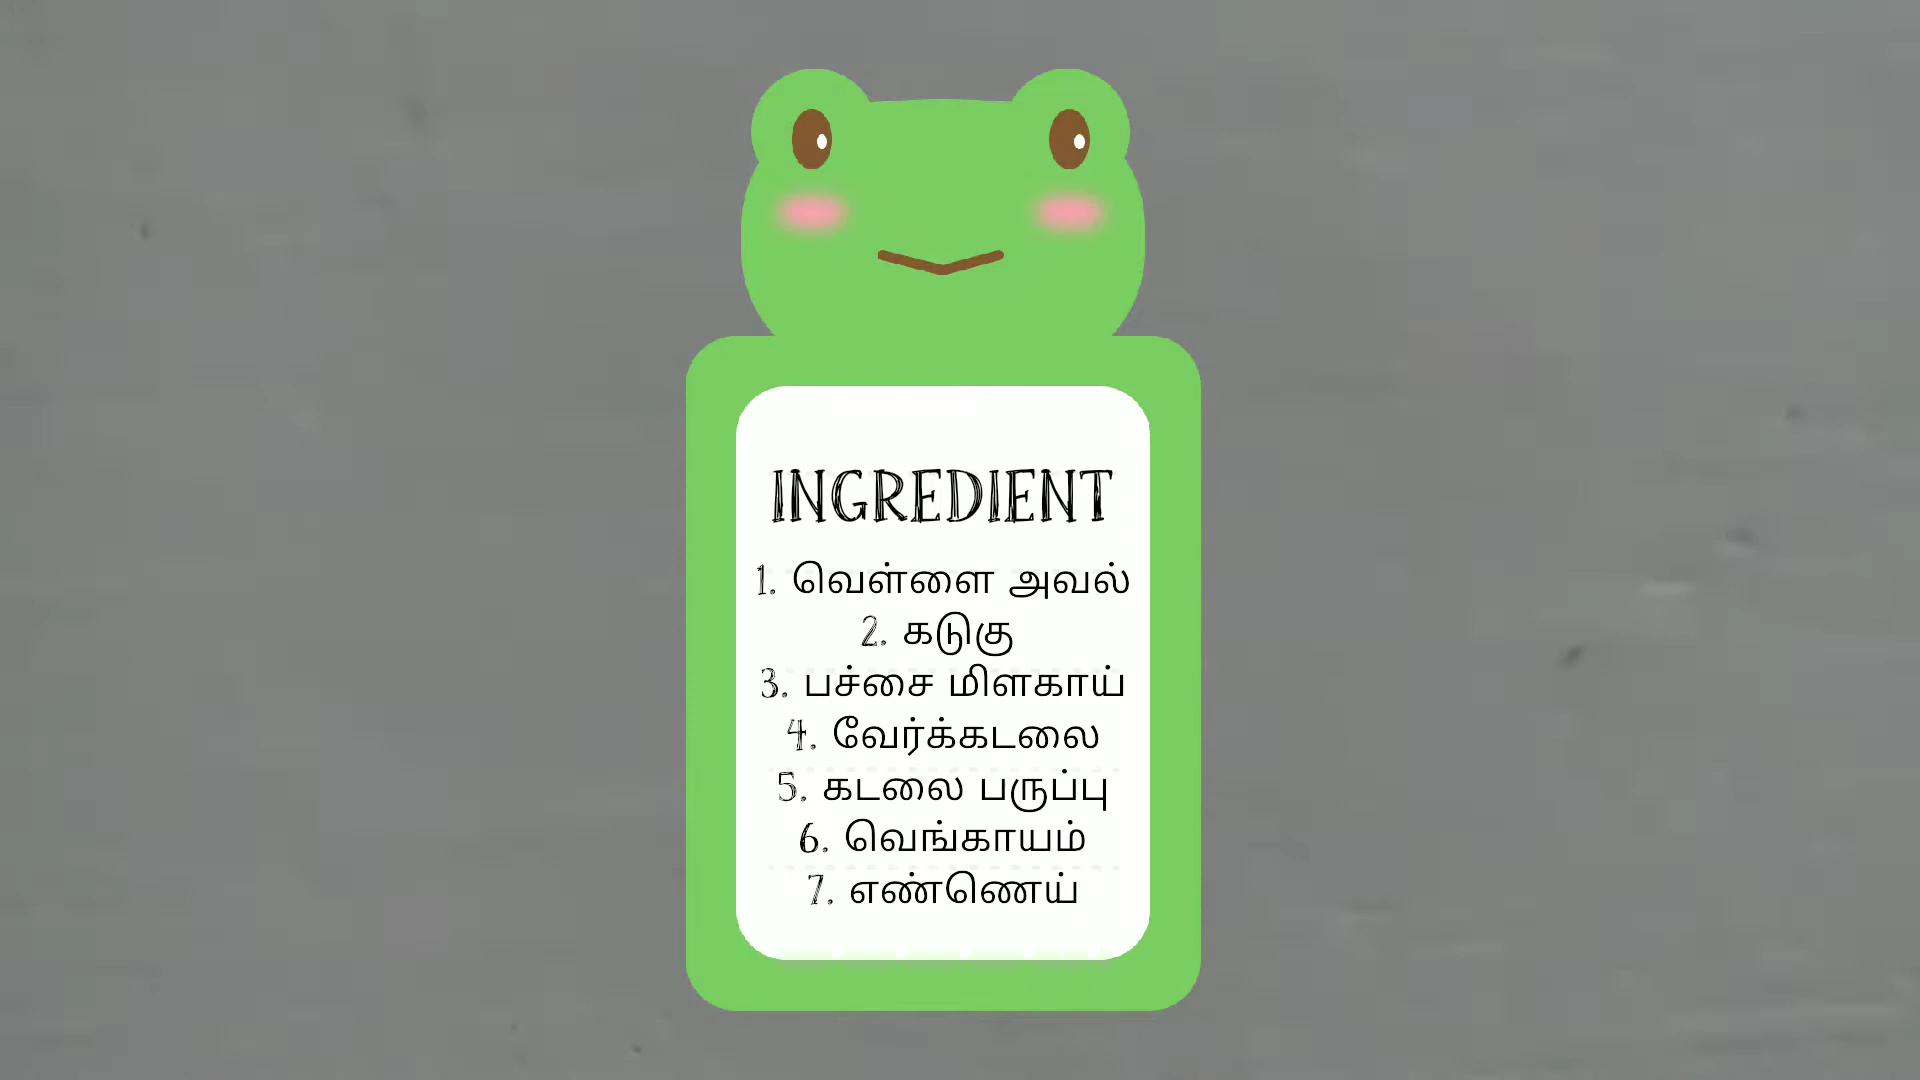 INGREDIENT
1. வெள்ளை அவல்
2. கடுகு
3. பச்சை மிளகாய்
4. வேர்க்கடலை
5. கடலை பருப்பு
6. வெங்காயம்
7. எண்ணெய்